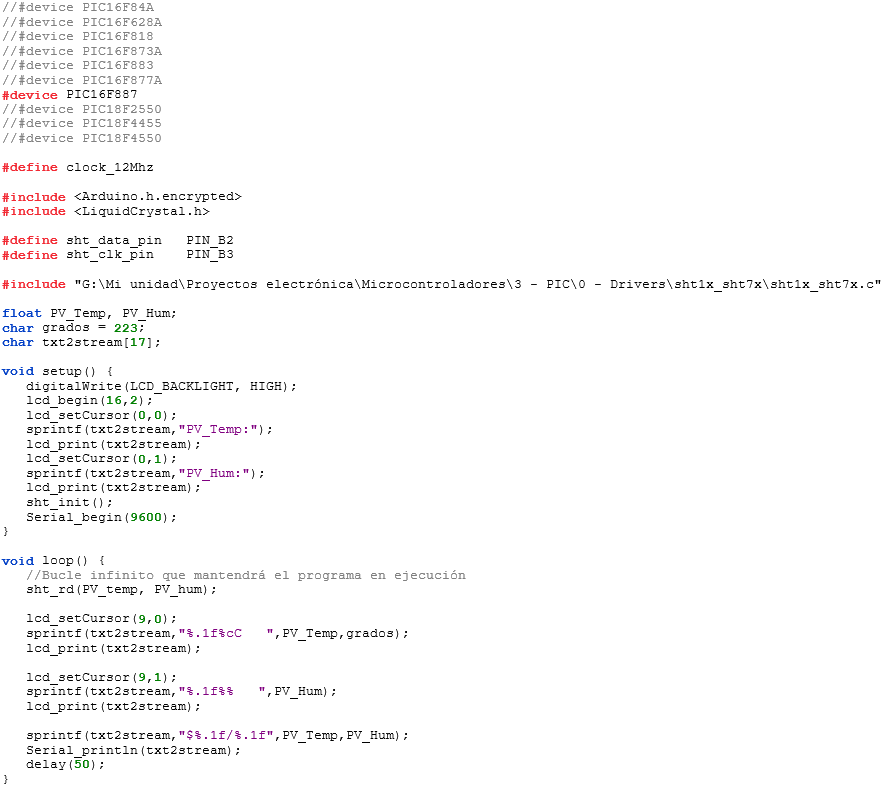 //#device PIC16F84A
//#device PIC16F628A
//#device PIC16F818
//#device PIC16F873A
//#device PIC16F883
//#device PIC16F877A
#device PIC16F887
//#device PIC18F2550
//#device PIC18F4455
//#device PIC18F4550
#define clock_12Mhz
#include <Arduino.h.encrypted>
#include <LiquidCrystal.h>
#define sht_data_pin   PIN_B2
#define sht_clk_pin    PIN_B3
#include "G:\Mi unidad\Proyectos electrónica\Microcontroladores\3 - PIC\0 - Drivers\sht1x_sht7x\sht1x_sht7x.c"
float PV_Temp, PV_Hum;
char grados = 223;
char txt2stream[17];
void setup() {
   digitalWrite(LCD_BACKLIGHT, HIGH);
   lcd_begin(16,2);
   lcd_setCursor(0,0);
   sprintf(txt2stream,"PV_Temp:");
   lcd_print(txt2stream);
   lcd_setCursor(0,1);
   sprintf(txt2stream,"PV_Hum:");
   lcd_print(txt2stream);
   sht_init();
   Serial_begin(9600);
}
void loop() {
   //Bucle infinito que mantendrá el programa en ejecución
   sht_rd(PV_temp, PV_hum);
   lcd_setCursor(9,0);
   sprintf(txt2stream,"%.1f%cC   ",PV_Temp,grados);
   lcd_print(txt2stream);
   lcd_setCursor(9,1);
   sprintf(txt2stream,"%.1f%%   ",PV_Hum);
   lcd_print(txt2stream);
   sprintf(txt2stream,"$%.1f/%.1f",PV_Temp,PV_Hum);
   Serial_println(txt2stream);
   delay(50);
}